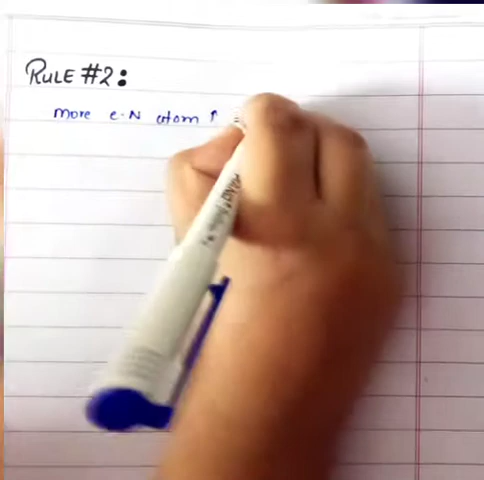 RULE #2:
more e.N atom ↑ =